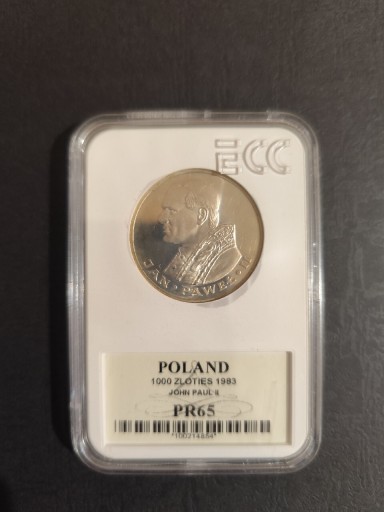 ECC
JAN • PAWEŁ II
POLAND
1000 ZLOTIES 1983
JOHN PAUL II
PR65